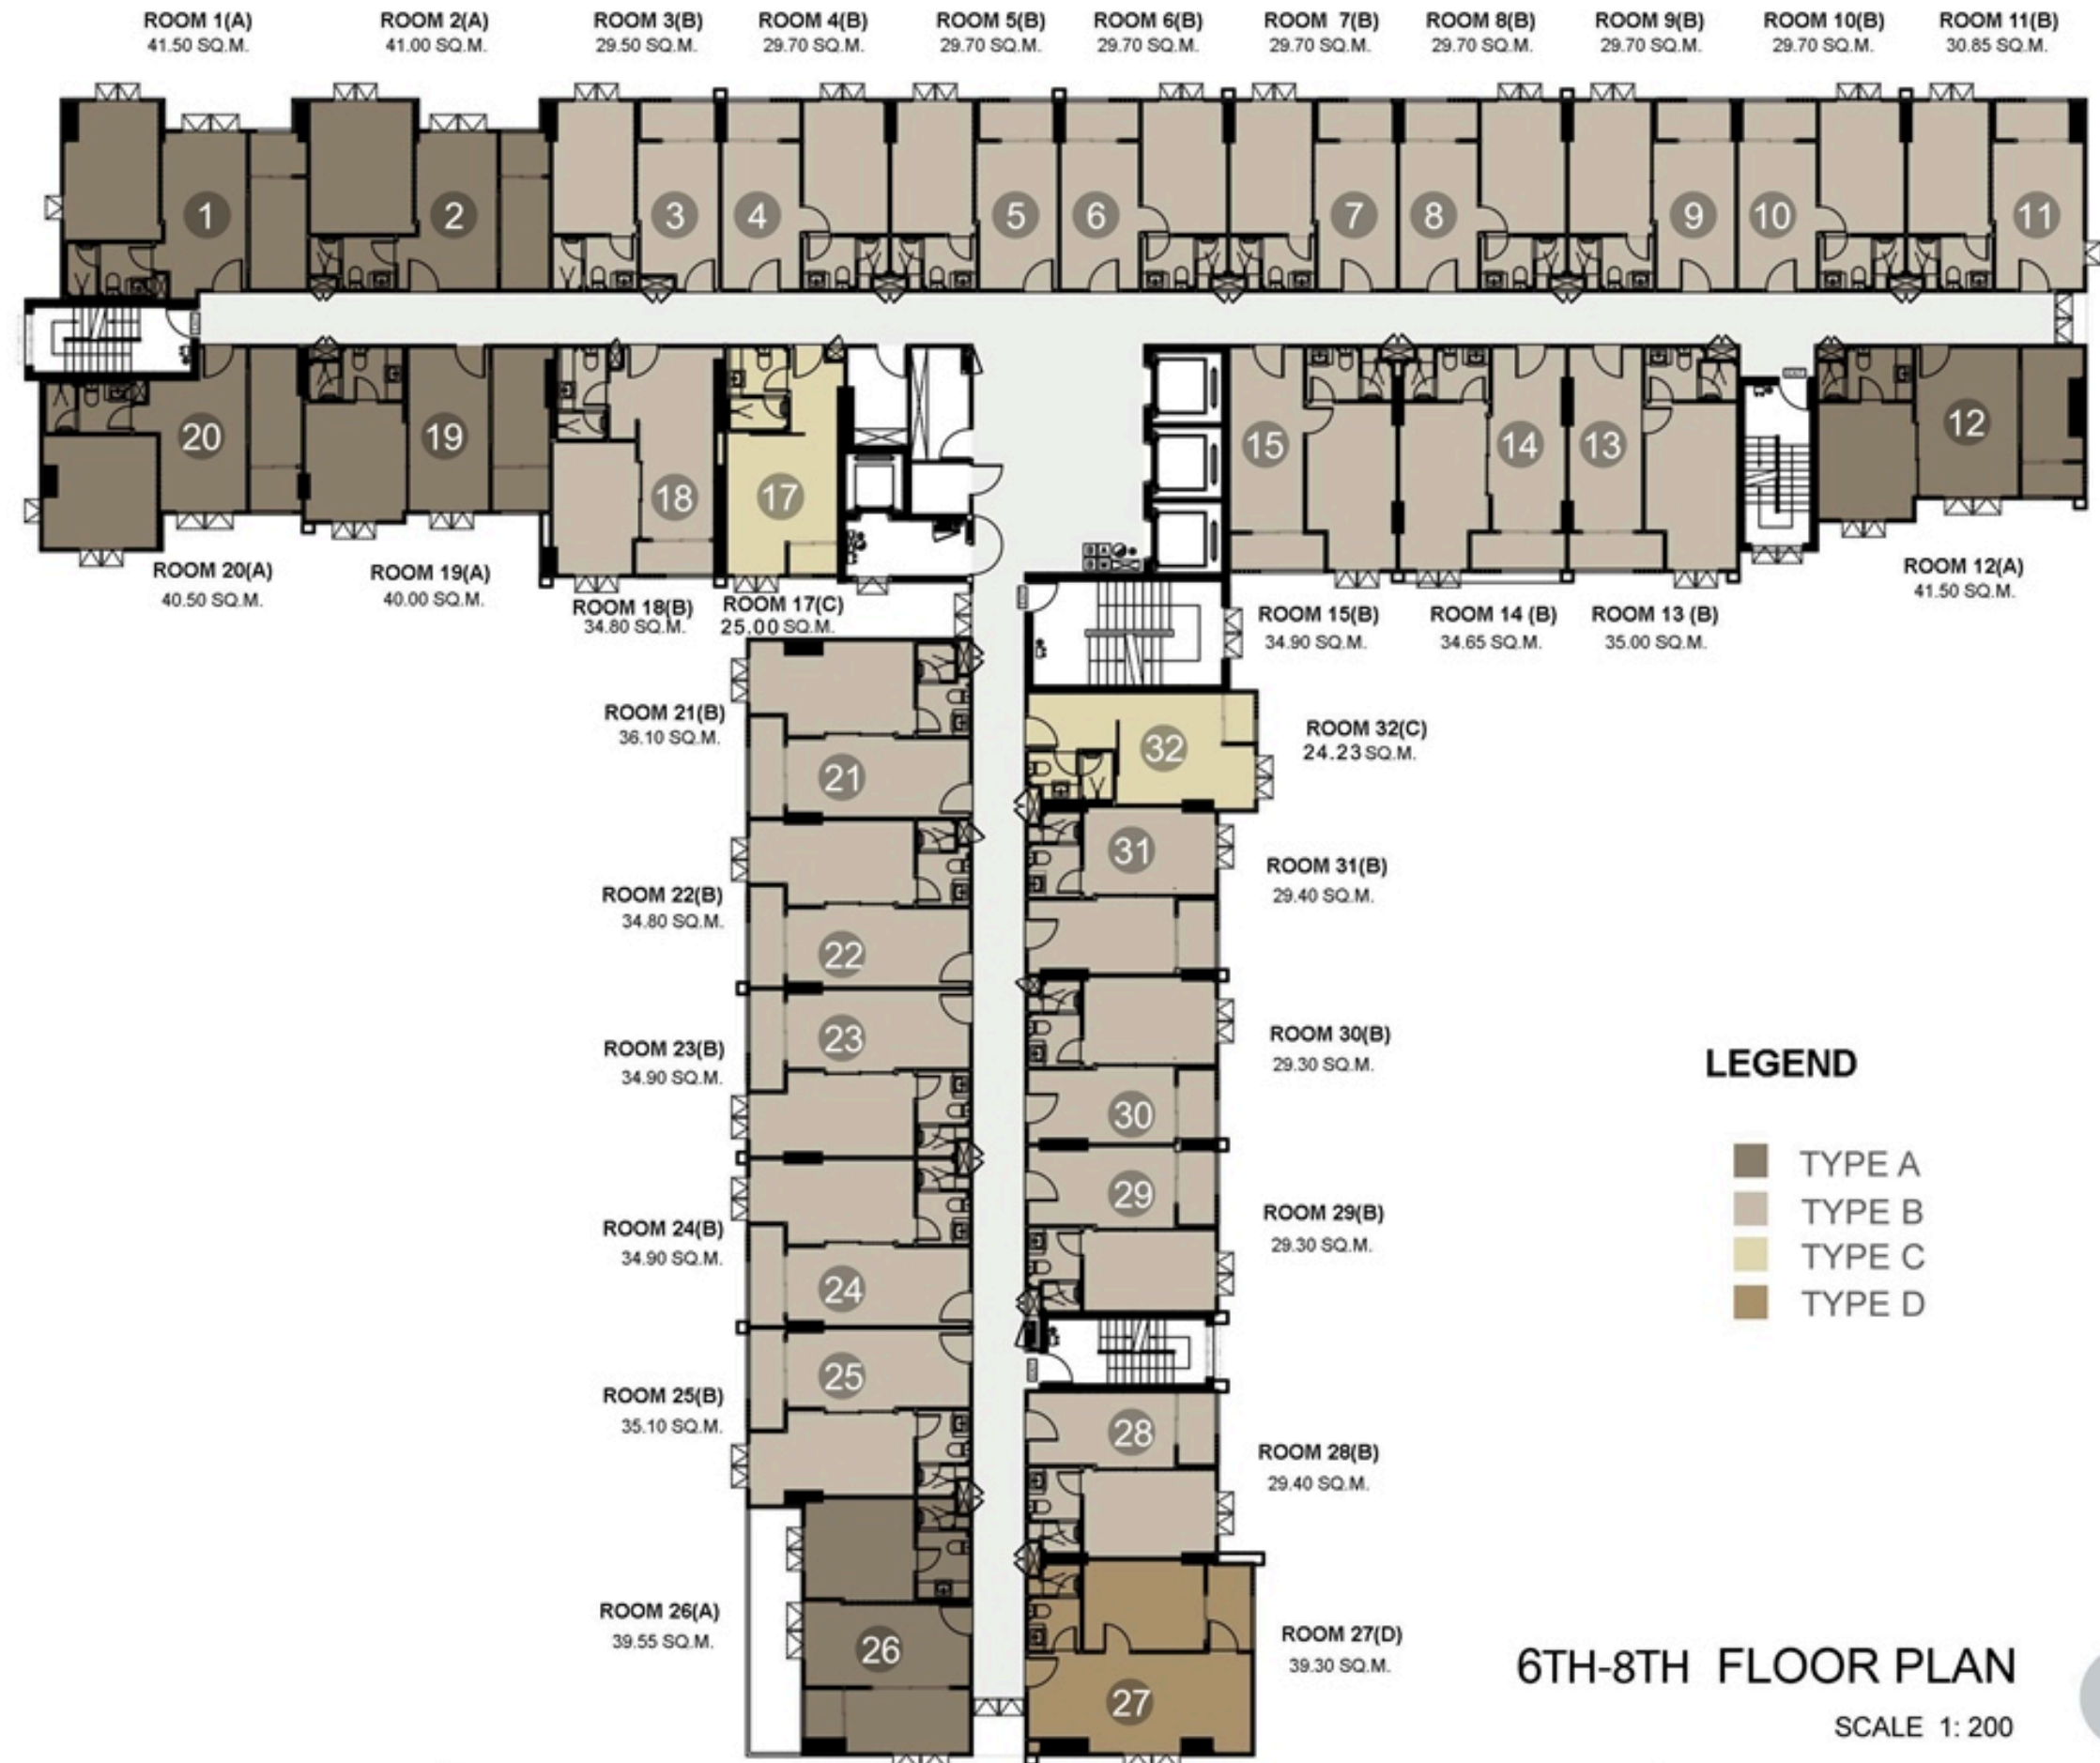 ROOM 1(A)
41.50 SQ.M.
ROOM 2(A)
41.00 SQ.M.
ROOM 3(B)
29.50 SQ.M.
ROOM 4(B)
29.70 SQ.M.
ROOM 5(B)
29.70 SQ.M.
ROOM 6(B)
29.70 SQ.M.
ROOM 7(B)
29.70 SQ.M.
ROOM 8(B)
29.70 SQ.M.
ROOM 9(B)
29.70 SQ.M.
ROOM 10(B)
29.70 SQ.M.
ROOM 11(B)
30.85 SQ.M.
1
2
3
4
5
6
7
8
9
10
11
20
19
18
17
15
14
13
12
ROOM 20(A)
40.50 SQ.M.
ROOM 19(A)
40.00 SQ.M.
ROOM 18(B)
34.80 SQ.M.
ROOM 17(C)
25.00 SQ.M.
ROOM 15(B)
34.90 SQ.M.
ROOM 14 (B)
34.65 SQ.M.
ROOM 13 (B)
35.00 SQ.M.
ROOM 12(A)
41.50 SQ.M.
ROOM 21(B)
36.10 SQ.M.
21
32
ROOM 32(C)
24.23 SQ.M.
31
ROOM 31(B)
29.40 SQ.M.
ROOM 22(B)
34.80 SQ.M.
22
ROOM 23(B)
34.90 SQ.M.
23
30
ROOM 30(B)
29.30 SQ.M.
29
ROOM 29(B)
29.30 SQ.M.
ROOM 24(B)
34.90 SQ.M.
24
ROOM 25(B)
35.10 SQ.M.
25
28
ROOM 28(B)
29.40 SQ.M.
ROOM 26(A)
39.55 SQ.M.
26
27
ROOM 27(D)
39.30 SQ.M.
LEGEND
TYPE A
TYPE B
TYPE C
TYPE D
6TH-8TH FLOOR PLAN
SCALE 1: 200